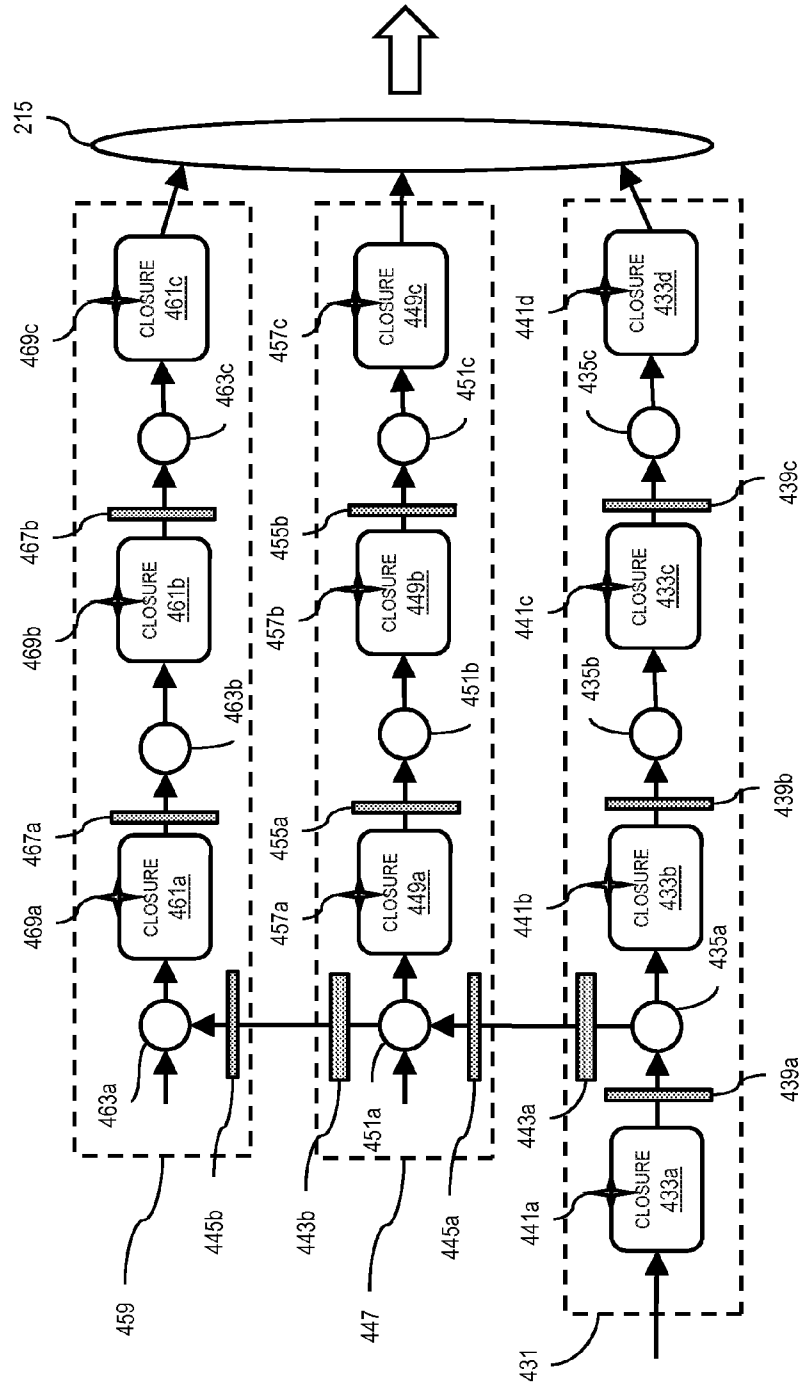 215
469c
CLOSURE
461c
463c
467b
469b
CLOSURE
461b
463b
467a
469a
CLOSURE
461a
463a
445b
459
457c
CLOSURE
449c
451c
455b
457b
CLOSURE
449b
451b
455a
457a
CLOSURE
449a
451a
443b
445a
447
441d
CLOSURE
433d
435c
439c
441c
CLOSURE
433c
435b
439b
441b
CLOSURE
433b
435a
443a
439a
441a
CLOSURE
433a
431